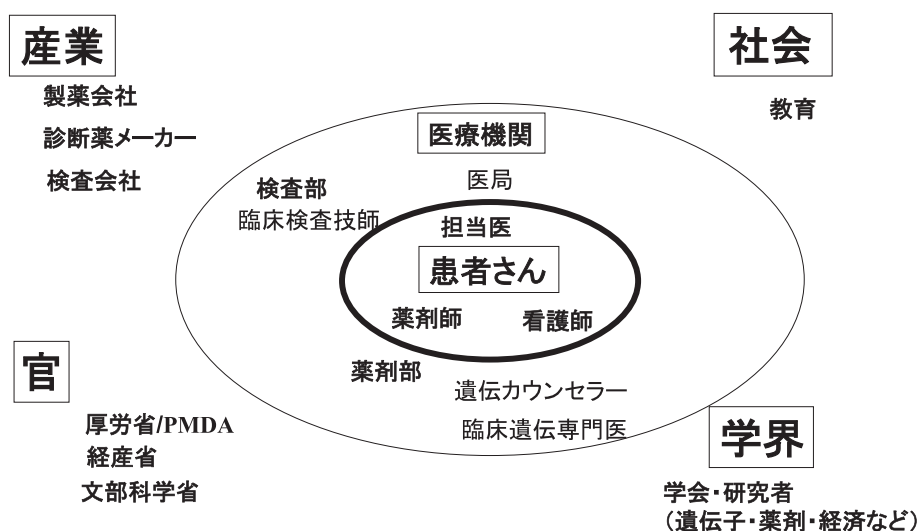 産業
製薬会社
診断薬メーカー
検査会社
社会
教育
医療機関
医局
検査部
臨床検査技師
担当医
患者さん
薬剤師
看護師
薬剤部
遺伝カウンセラー
臨床遺伝専門医
官
厚労省/PMDA
経産省
文部科学省
学界
学会・研究者
（遺伝子・薬剤・経済など）